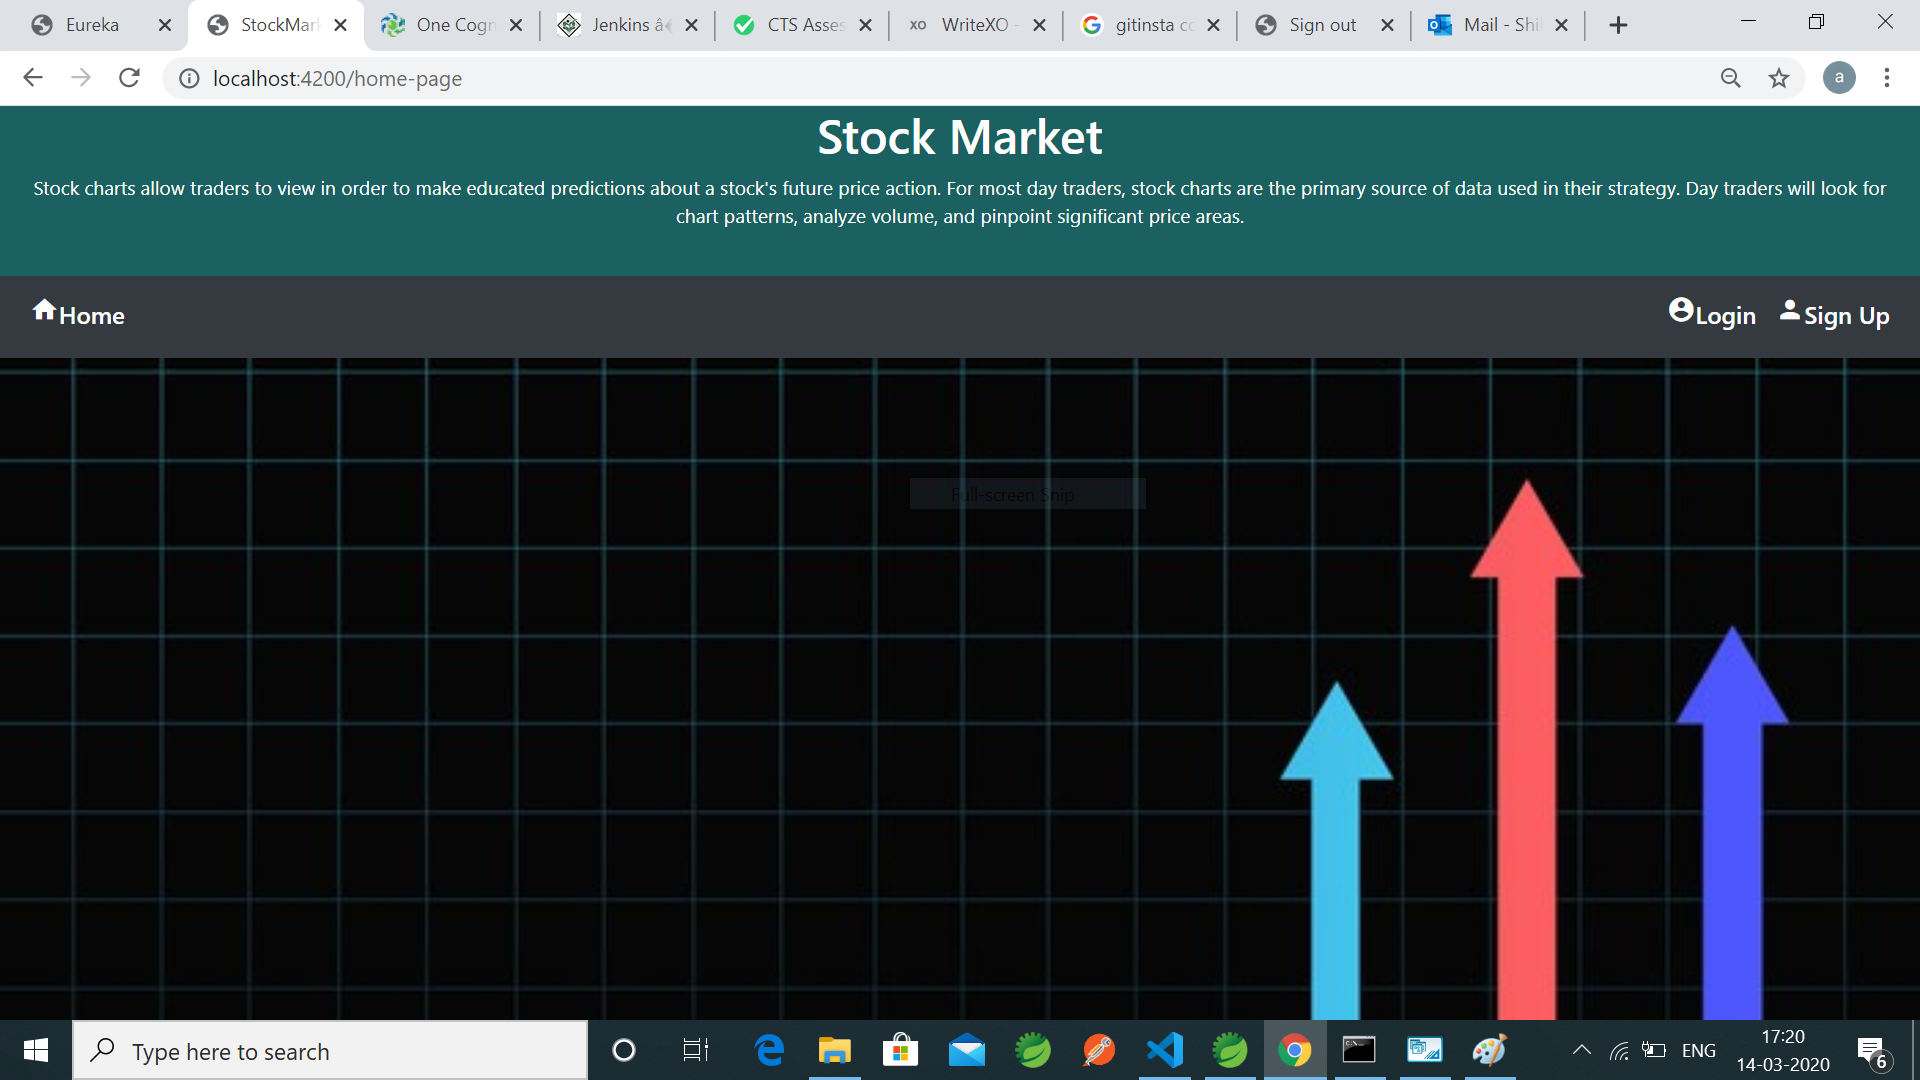 Eureka
StockMark
One Cogn
Jenkins â
CTS Asses
XO WriteXO -
gitinsta co
Sign out
Mail - Shil
localhost:4200/home-page
a
Stock Market
Stock charts allow traders to view in order to make educated predictions about a stock's future price action. For most day traders, stock charts are the primary source of data used in their strategy. Day traders will look for
chart patterns, analyze volume, and pinpoint significant price areas.
Home
Login
Sign Up
Full-screen Snip
Type here to search
ENG
17:20
14-03-2020
6